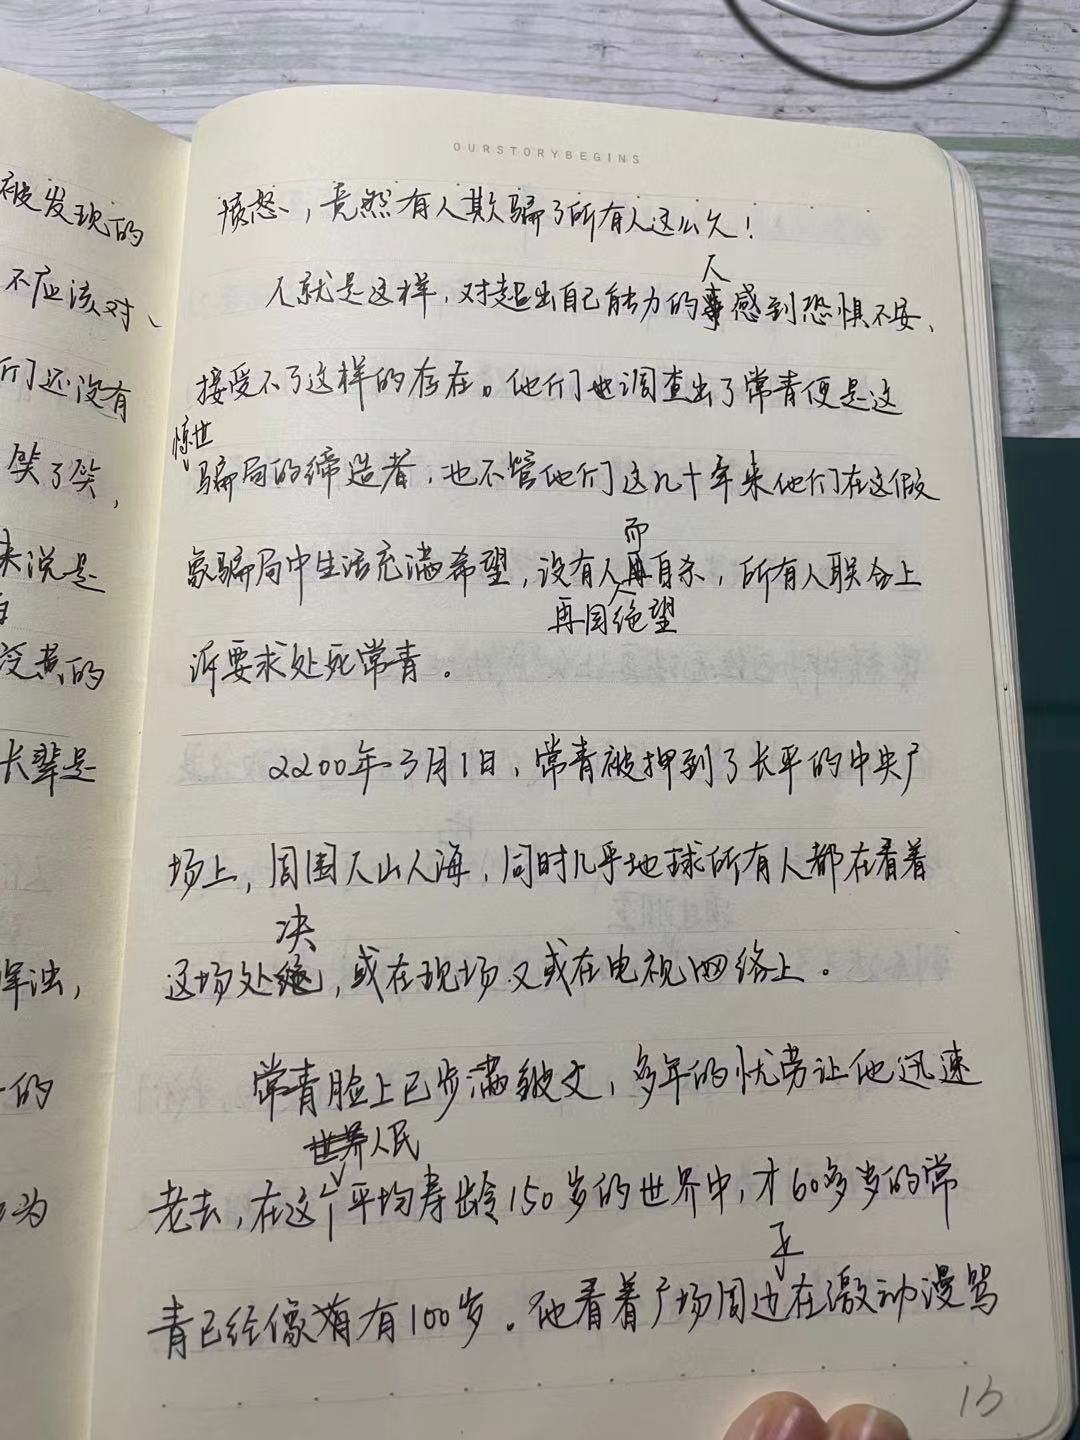 被发现的
不应该对、
们还没有
笑了笑,
来说是
没黄的
长辈是
浑浊,
的
为
OURSTORYBEGINS
愤怒、,竟然有人欺骗了所有人这么久!
人
人就是这样,对超出自己能力的事感到恐惧不安、
接受不了这样的存在。他们也调查出了常青便是这
惊世
骗局的缔造者,也不管他们这几十年来他们在这做
而
象骗局中生活充满希望,没有人再自杀,所有人联合上
再因绝望
诉要求处死常青。
2200年3月1日,常青被押到了长平的中央广
场上,周围人山人海,同时几乎地球所有人都在看着
决
这场处绝,或在现场又或在电视网络上。
常青脸上已步满皱文,多年的忧劳让他迅速
世界人民
老去,在这个平均寿龄150岁的世界中,才60多岁的常
青已经像有有100岁。他看着广场周边在激动漫骂
13